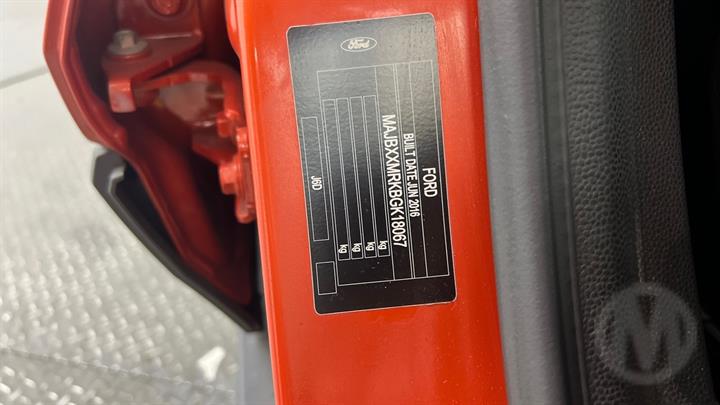 Ford
FORD
BUILT DATE JUN 2016
MAJBXXMRKBGK18067
kg
kg
kg
kg
J6D
M